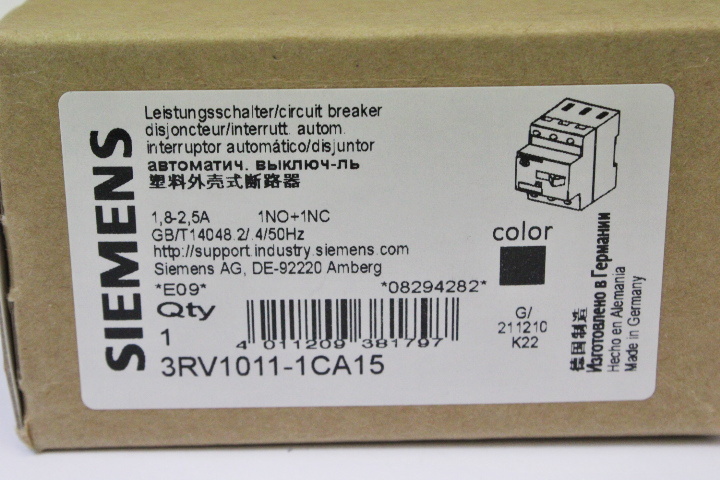 SIEMENS
Leistungsschalter/circuit breaker
disjoncteur/interrutt. autom.
interruptor automático/disjuntor
автоматич. выключ-ль
塑料外壳式断路器
1,8-2,5A 1NO+1NC
GB/T14048.2/.4/50Hz
http://support.industry.siemens.com
Siemens AG, DE-92220 Amberg
*E09* *08294282*
Qty
1
4 011209 381797
3RV1011-1CA15
color
G/
211210
K22
德国制造
Изготовлено в Германии
Hecho en Alemania
Made in Germany